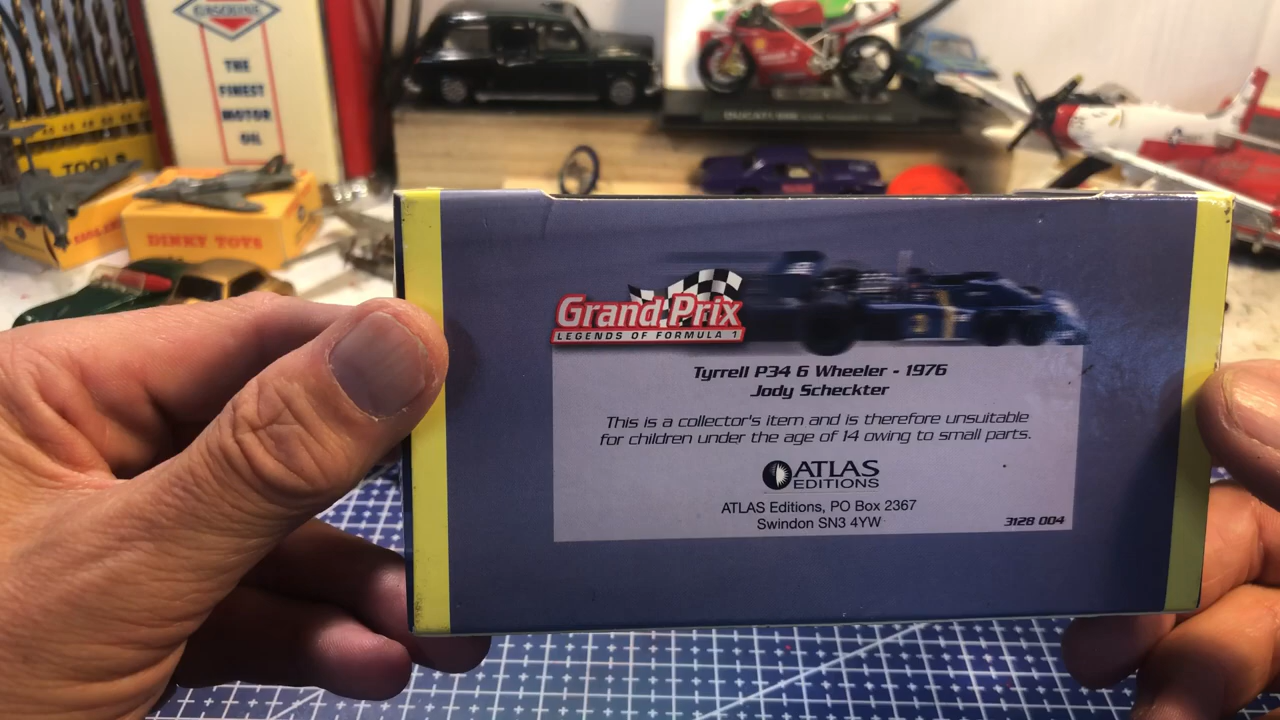 GASOLINE
THE
FINEST
MOTOR
OIL
TOOLS
DINKY TOYS
Grand Prix
LEGENDS OF FORMULA 1
Tyrrell P34 6 Wheeler - 1976
Jody Scheckter
This is a collector's item and is therefore unsuitable
for children under the age of 14 owing to small parts.
ATLAS
EDITIONS
ATLAS Editions, PO Box 2367
Swindon SN3 4YW
3128 004